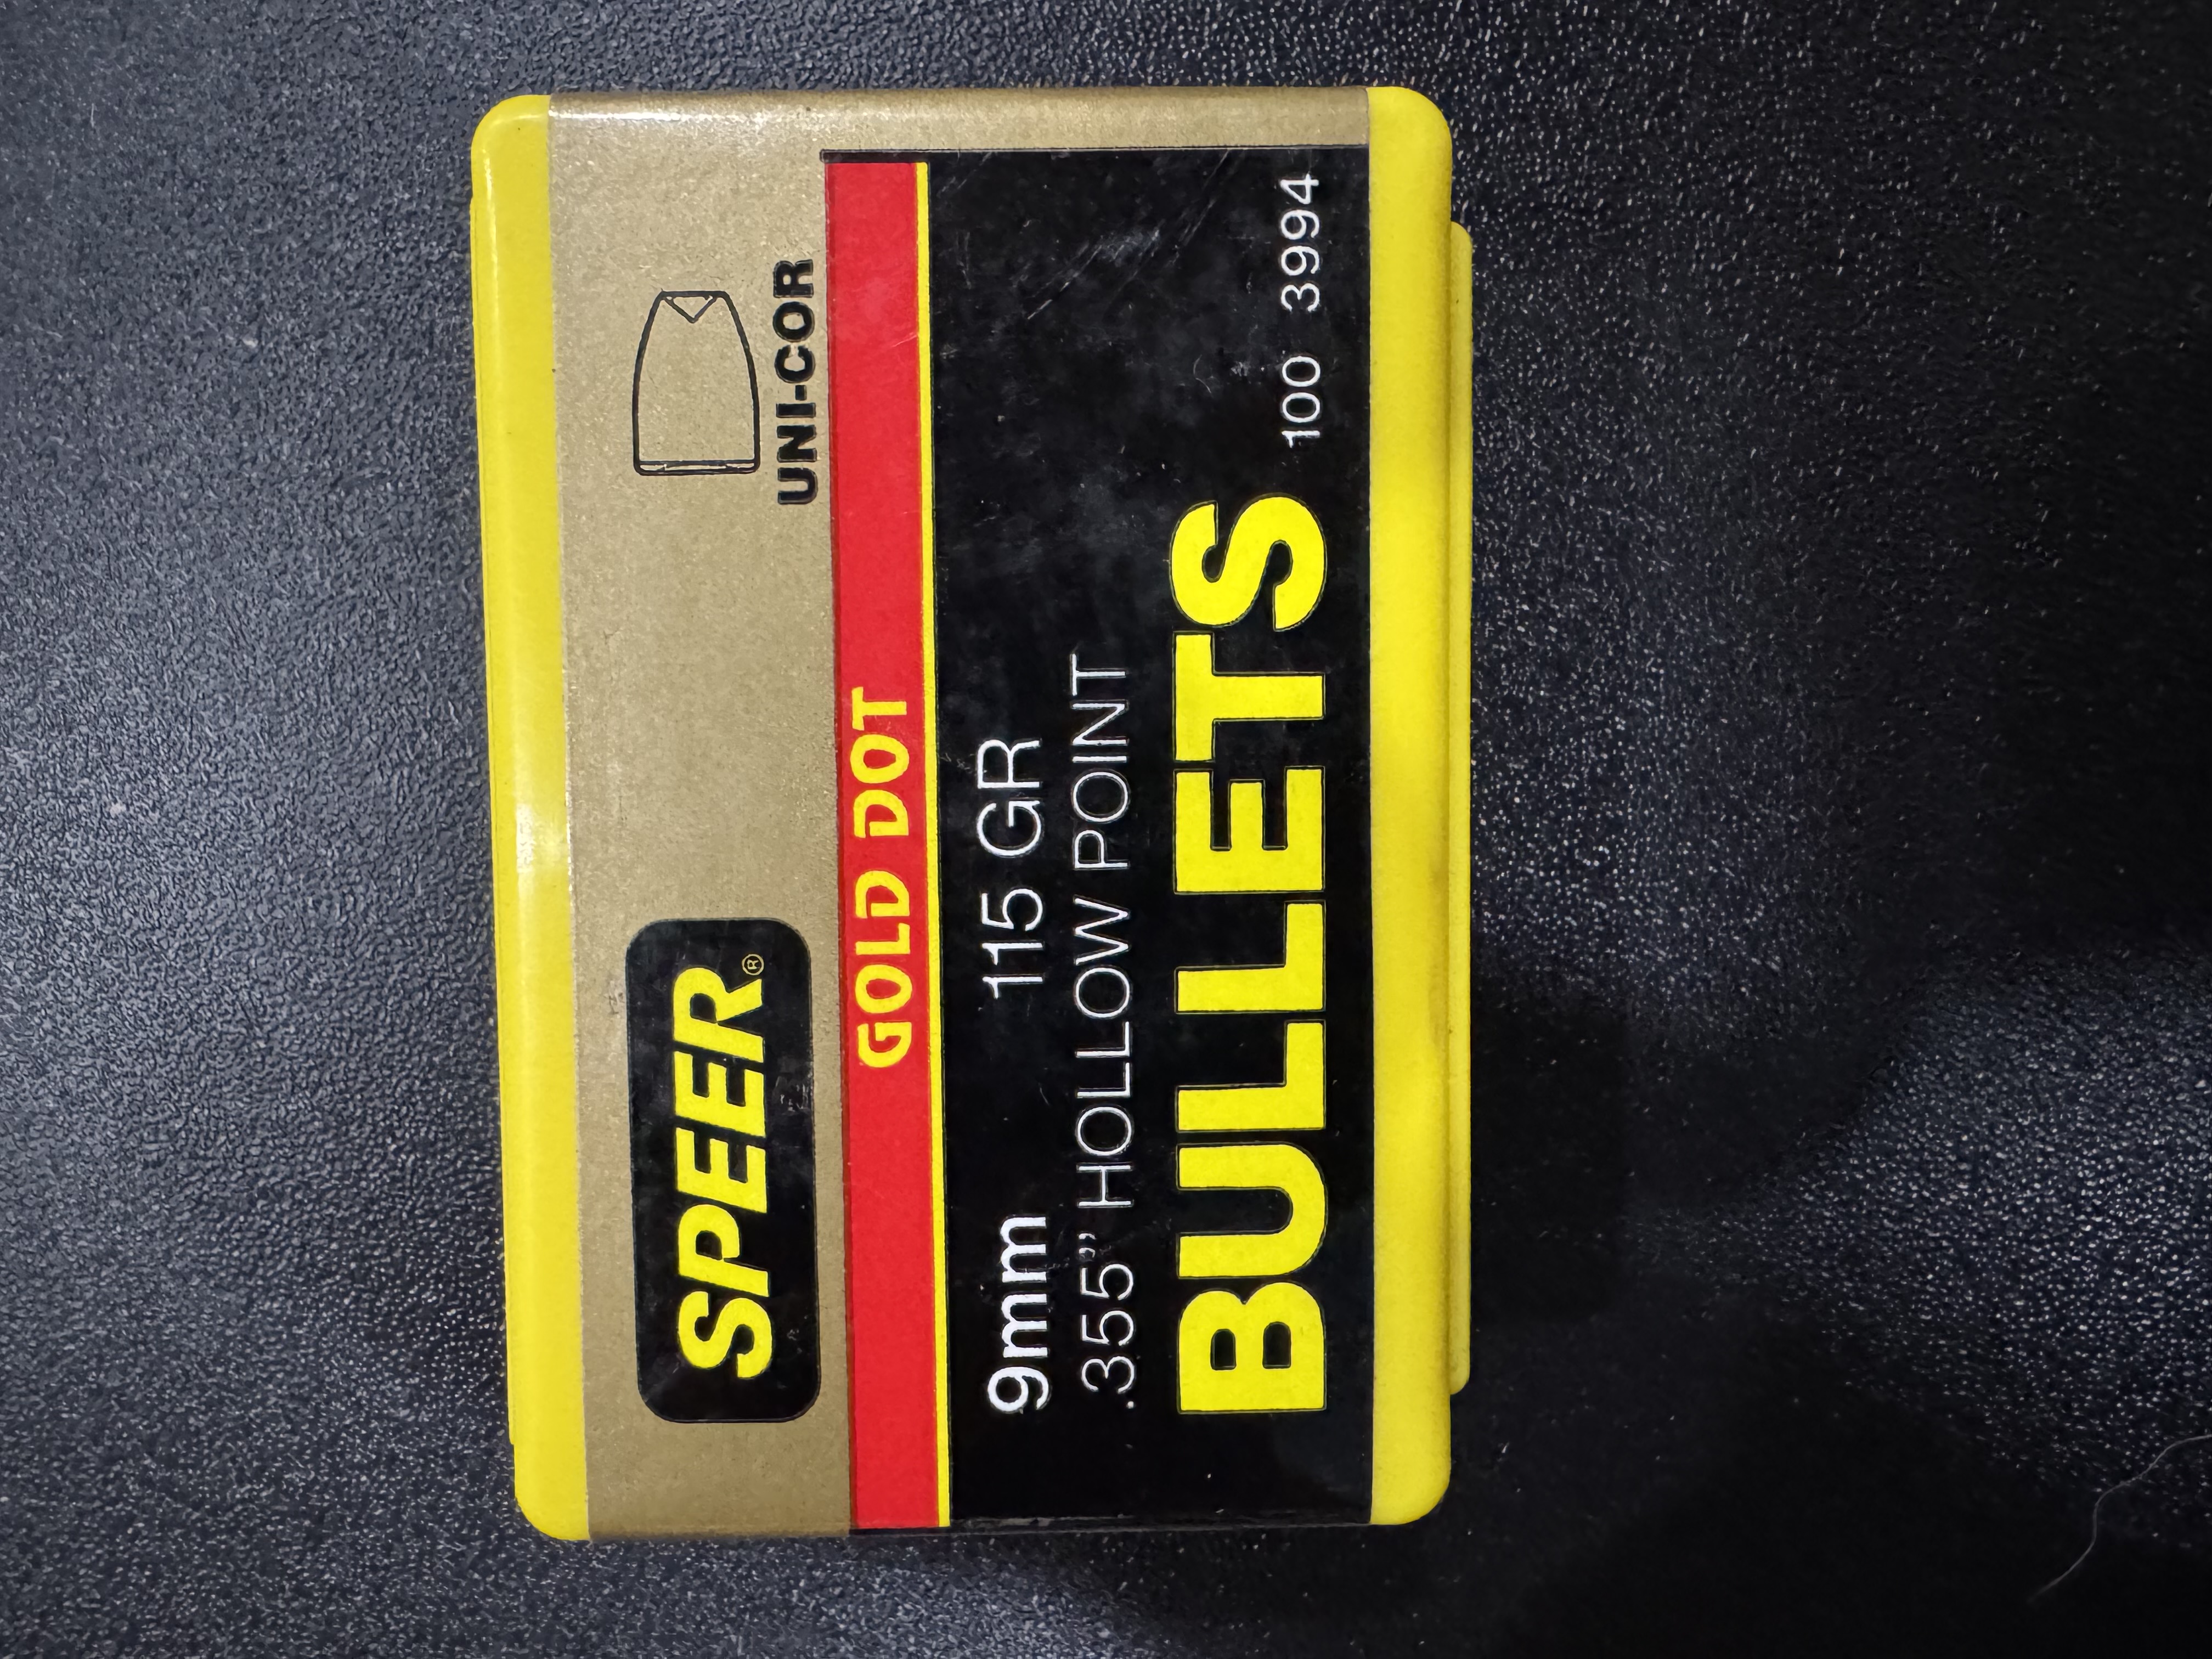 SPEER®
UNI-COR
GOLD DOT
9mm 115 GR
.355" HOLLOW POINT
BULLETS 100 3994